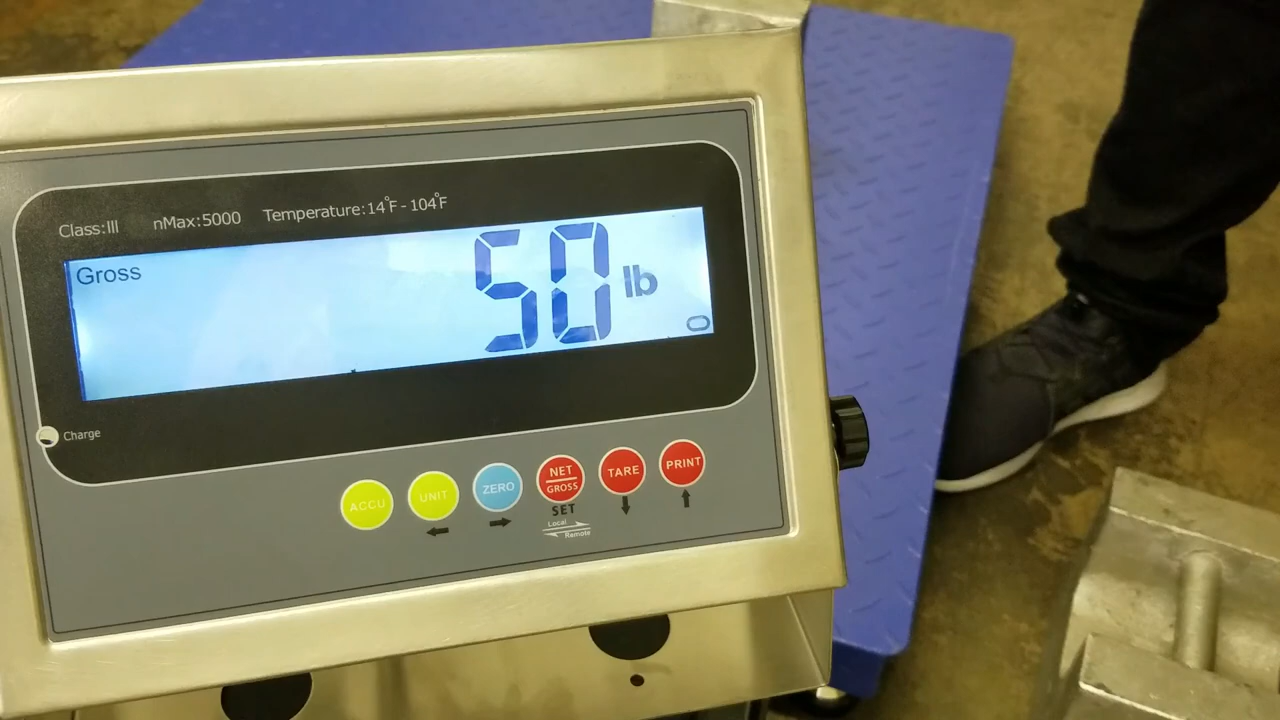 Class:III nMax:5000 Temperature:14°F - 104°F
Gross
50 lb
Charge
ACCU UNIT ZERO NET GROSS TARE PRINT
SET
Local
Remote